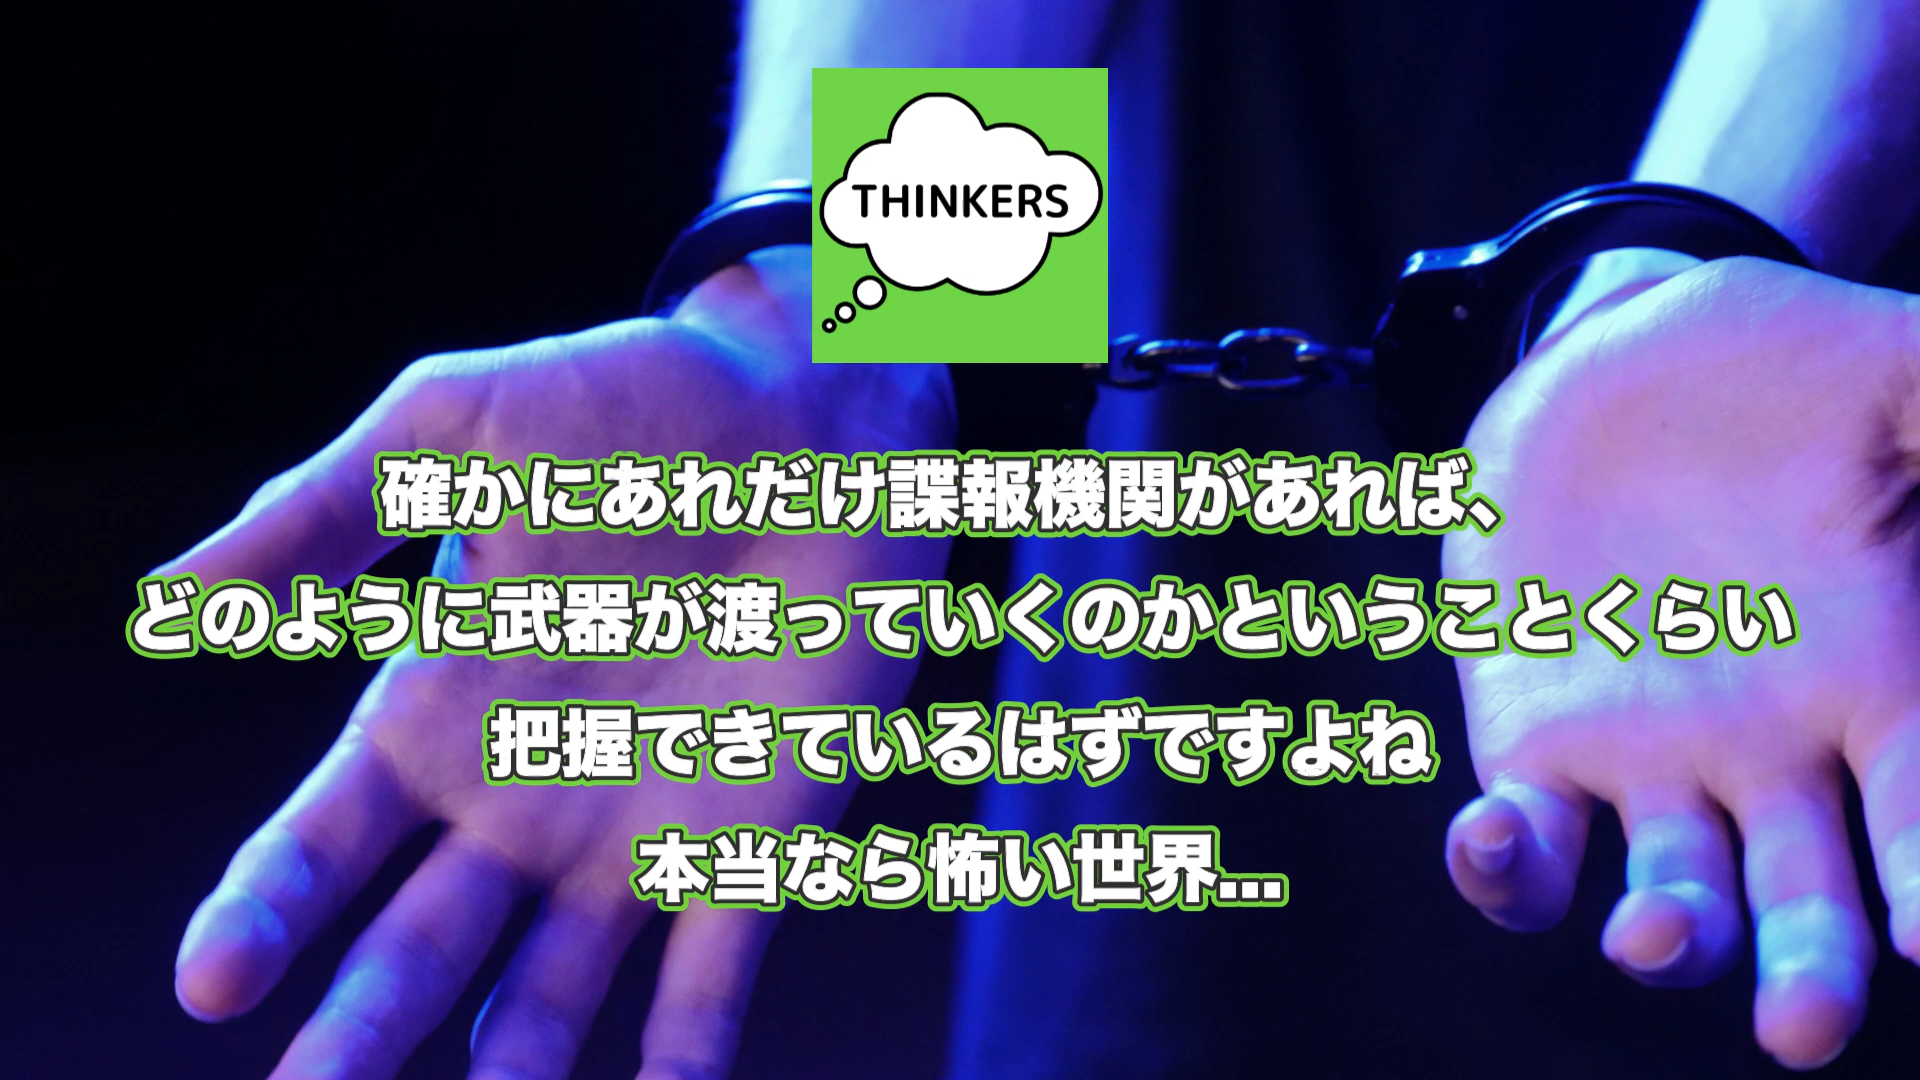 THINKERS
確かにあれだけ諜報機関があれば、
どのように武器が渡っていくのかということくらい
把握できているはずですよね
本当なら怖い世界...